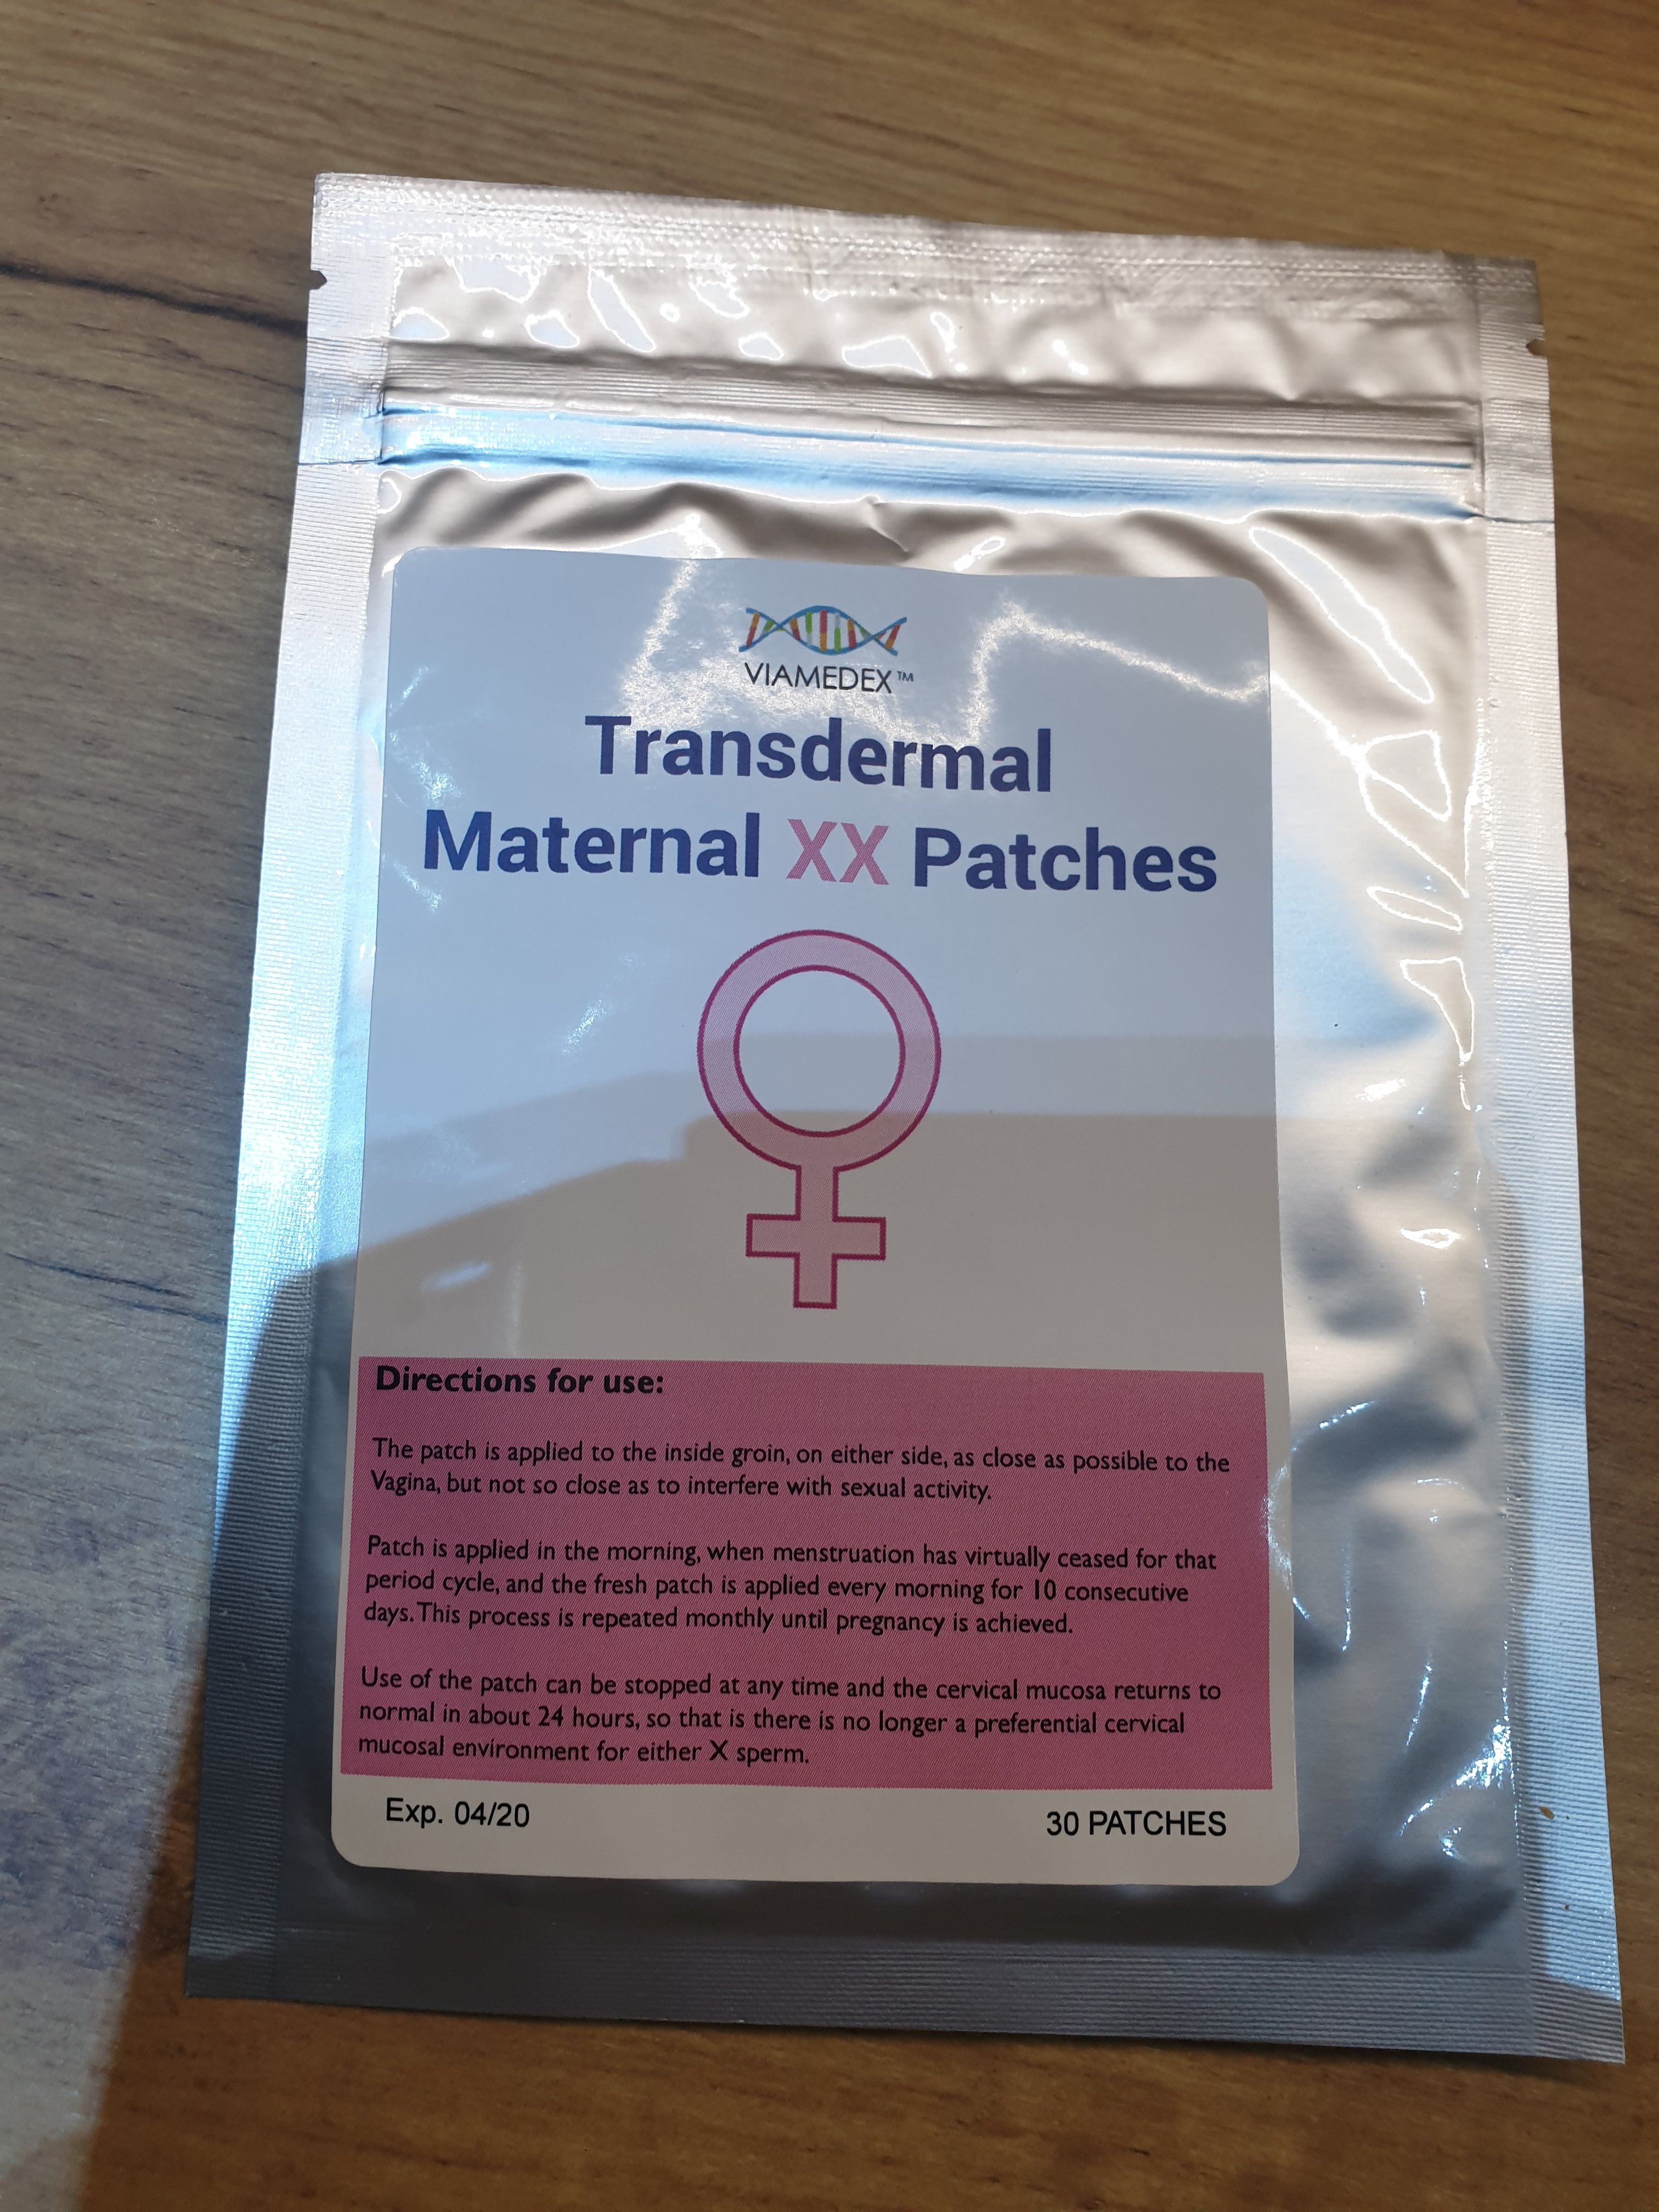 VIAMEDEX™
Transdermal
Maternal XX Patches
Directions for use:
The patch is applied to the inside groin, on either side, as close as possible to the
Vagina, but not so close as to interfere with sexual activity.
Patch is applied in the morning, when menstruation has virtually ceased for that
period cycle, and the fresh patch is applied every morning for 10 consecutive
days. This process is repeated monthly until pregnancy is achieved.
Use of the patch can be stopped at any time and the cervical mucosa returns to
normal in about 24 hours, so that is there is no longer a preferential cervical
mucosal environment for either X sperm.
Exp. 04/20 30 PATCHES